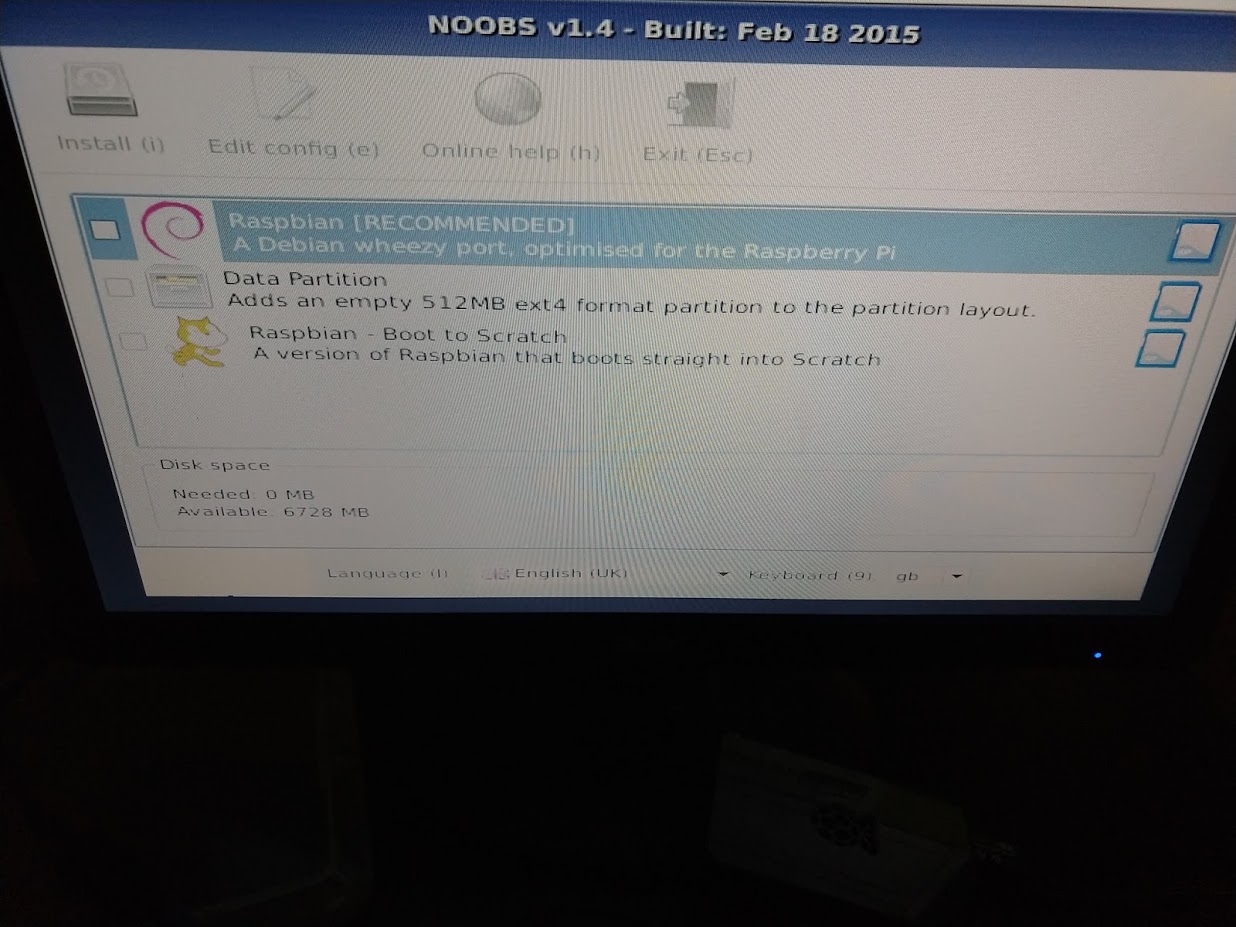 NOOBS v1.4 - Built: Feb 18 2015
Install (i)
Edit config (e)
Online help (h)
Exit (Esc)
Raspbian [RECOMMENDED]
A Debian wheezy port, optimised for the Raspberry Pi
Data Partition
Adds an empty 512MB ext4 format partition to the partition layout.
Raspbian - Boot to Scratch
A version of Raspbian that boots straight into Scratch
Disk space
Needed: 0 MB
Available: 6728 MB
Language (l)
English (UK)
Keyboard (9)
gb